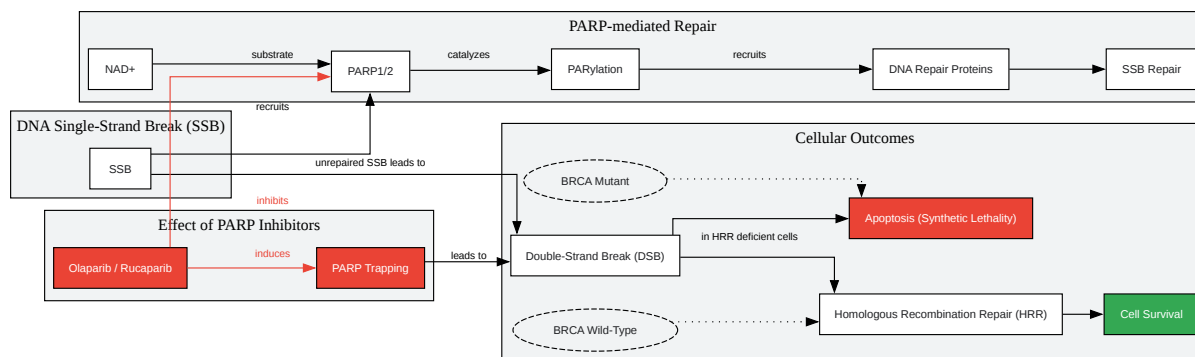 PARP-mediated Repair
NAD+
substrate
PARP1/2
catalyzes
PARylation
recruits
DNA Repair Proteins
SSB Repair
recruits
DNA Single-Strand Break (SSB)
SSB
unrepaired SSB leads to
Cellular Outcomes
BRCA Mutant
inhibits
Effect of PARP Inhibitors
Olaparib / Rucaparib
induces
PARP Trapping
leads to
Double-Strand Break (DSB)
in HRR deficient cells
Apoptosis (Synthetic Lethality)
BRCA Wild-Type
Homologous Recombination Repair (HRR)
Cell Survival